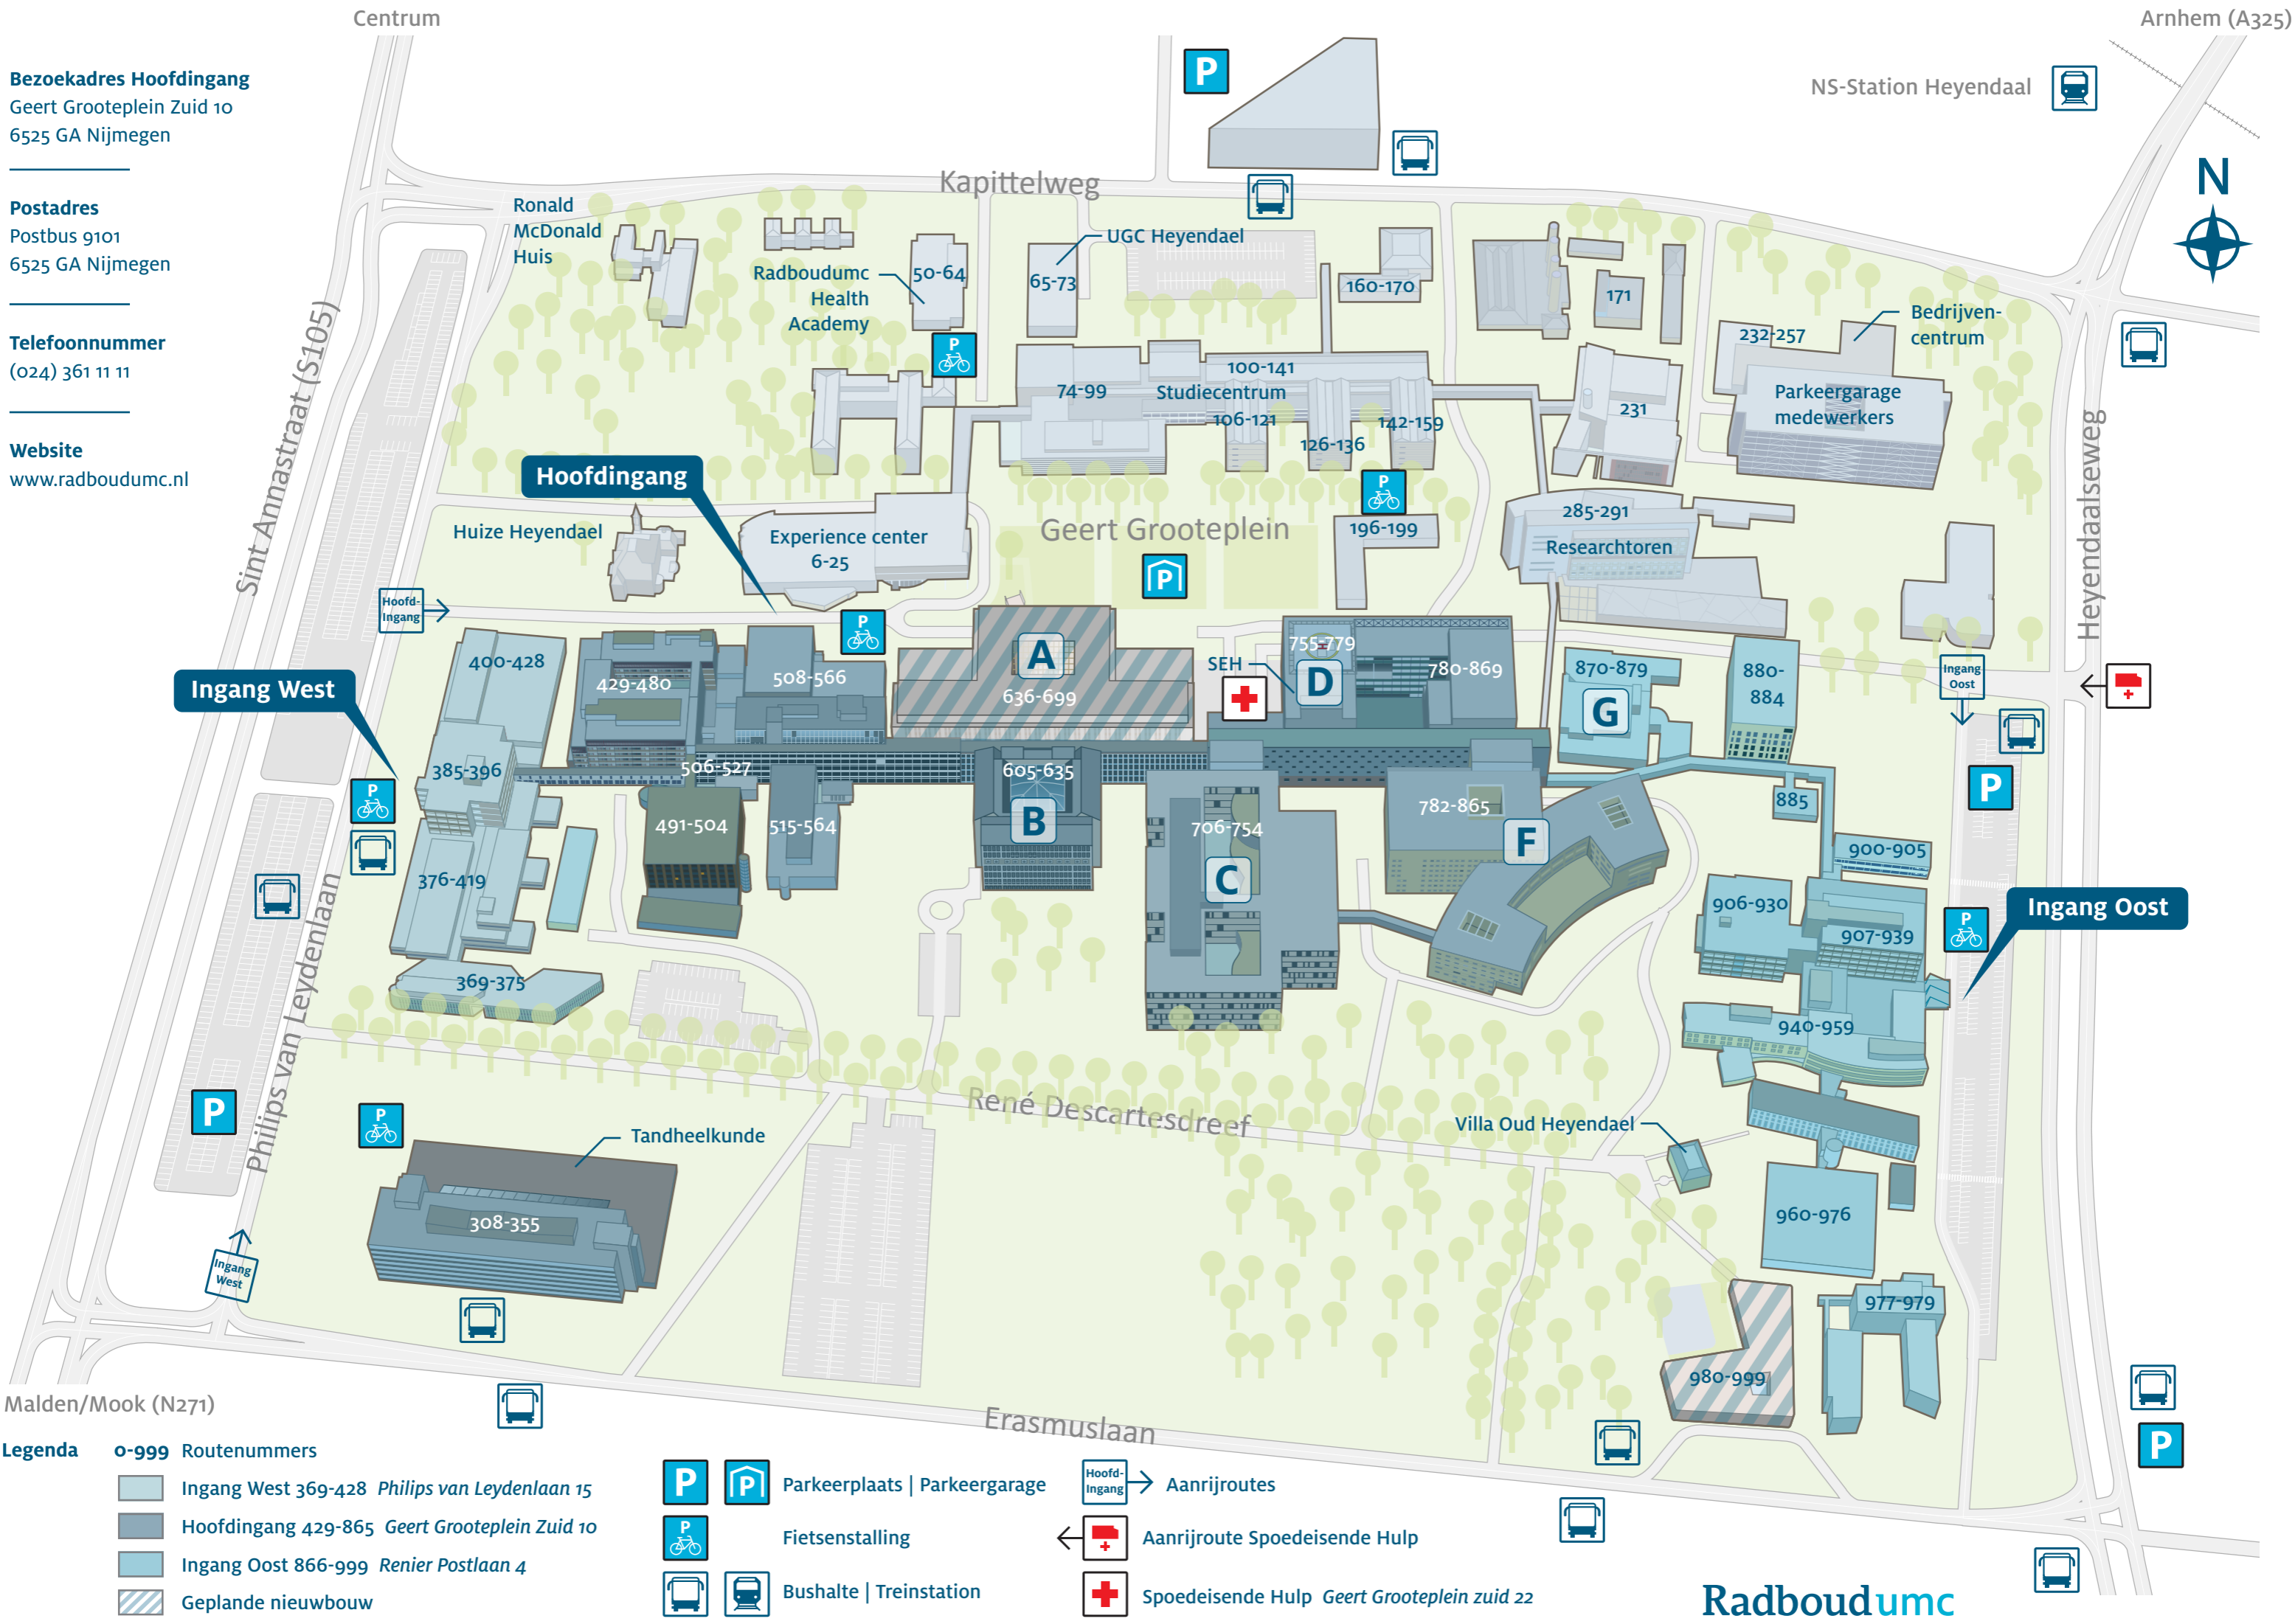 Centrum
Arnhem (A325)
Bezoekadres Hoofdingang
Geert Grooteplein Zuid 10
6525 GA Nijmegen
Postadres
Postbus 9101
6525 GA Nijmegen
Telefoonnummer
(024) 361 11 11
Website
www.radboudumc.nl
P
NS-Station Heyendaal
N
Kapittelweg
Ronald
McDonald
Huis
UGC Heyendael
Radboudumc
Health
Academy
50-64
65-73
160-170
171
232-257
Bedrijven-
centrum
Sint Annastraat (S105)
P
74-99
100-141
Studiecentrum
106-121
126-136
142-159
231
Parkeergarage
medewerkers
Heyendaalseweg
Hoofdingang
P
Huize Heyendael
Experience center
6-25
Geert Grooteplein
196-199
285-291
Researchtoren
P
Hoofd-
Ingang
P
Ingang West
400-428
429-480
508-566
A
636-699
SEH
755-779
D
780-869
870-879
G
880-
884
Ingang
Oost
385-396
506-527
605-635
B
P
491-504
515-564
706-754
C
782-865
F
885
P
376-419
900-905
906-930
907-939
P
Ingang Oost
369-375
940-959
Philips van Leydenlaan
P
P
René Descartesdreef
Villa Oud Heyendael
Tandheelkunde
308-355
960-976
Ingang
West
977-979
980-999
Malden/Mook (N271)
Erasmuslaan
P
Legenda
0-999 Routenummers
Ingang West 369-428 Philips van Leydenlaan 15
Hoofdingang 429-865 Geert Grooteplein Zuid 10
Ingang Oost 866-999 Renier Postlaan 4
Geplande nieuwbouw
P P Parkeerplaats | Parkeergarage
P Fietsenstalling
Bushalte | Treinstation
Hoofd-
Ingang
Aanrijroutes
Aanrijroute Spoedeisende Hulp
Spoedeisende Hulp Geert Grooteplein zuid 22
Radboudumc